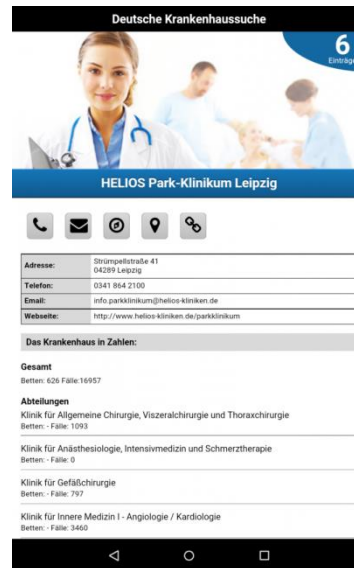 Deutsche Krankenhaussuche
6
Einträge
HELIOS Park-Klinikum Leipzig
Adresse: Strümpellstraße 41
04289 Leipzig
Telefon: 0341 864 2100
Email: info.parkklinikum@helios-kliniken.de
Webseite: http://www.helios-kliniken.de/parkklinikum
Das Krankenhaus in Zahlen:
Gesamt
Betten: 626 Fälle:16957
Abteilungen
Klinik für Allgemeine Chirurgie, Viszeralchirurgie und Thoraxchirurgie
Betten: - Fälle: 1093
Klinik für Anästhesiologie, Intensivmedizin und Schmerztherapie
Betten: - Fälle: 0
Klinik für Gefäßchirurgie
Betten: - Fälle: 797
Klinik für Innere Medizin I - Angiologie / Kardiologie
Betten: - Fälle: 3460